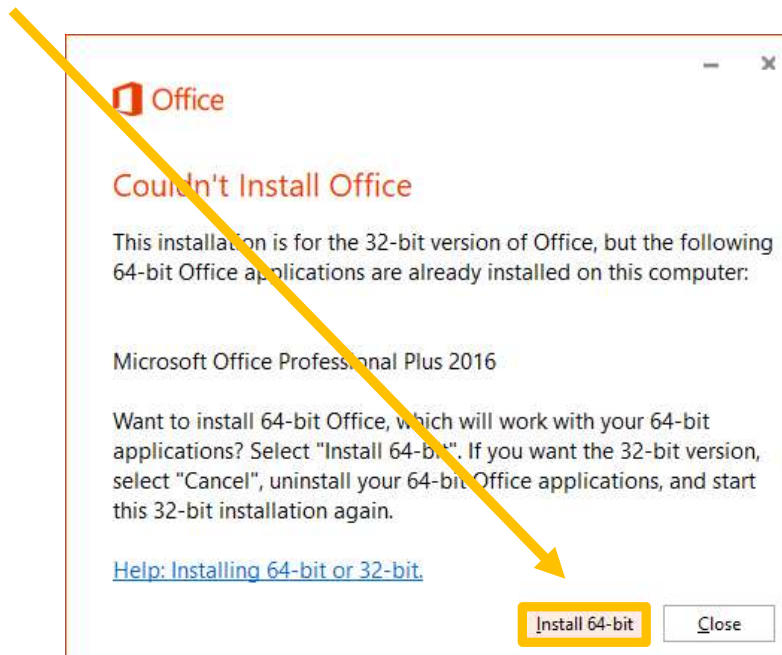 Office
Couldn't Install Office
This installation is for the 32-bit version of Office, but the following
64-bit Office applications are already installed on this computer:
Microsoft Office Professional Plus 2016
Want to install 64-bit Office, which will work with your 64-bit
applications? Select "Install 64-bit". If you want the 32-bit version,
select "Cancel", uninstall your 64-bit Office applications, and start
this 32-bit installation again.
Help: Installing 64-bit or 32-bit.
Install 64-bit
Close